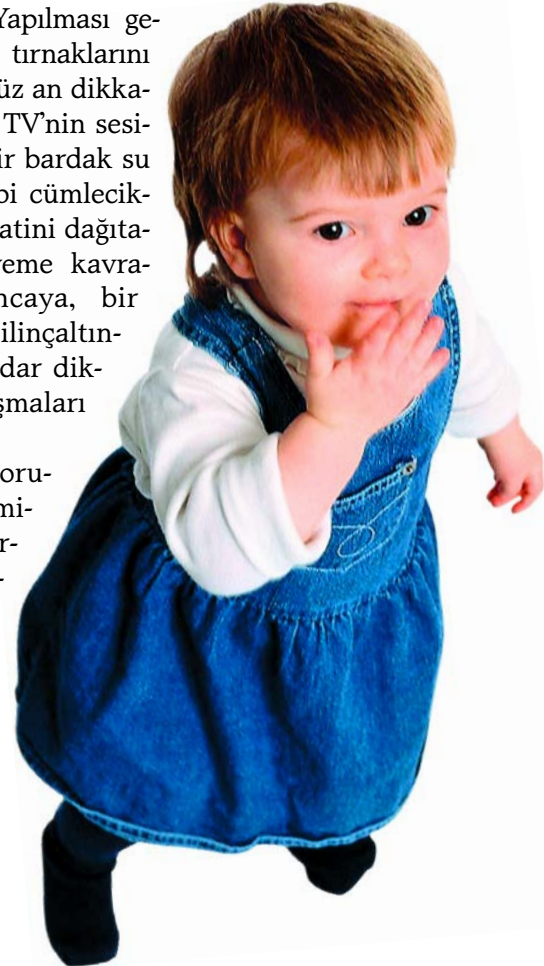 Yapılması ge-
tırnaklarını
üz an dikka-
TV’nin sesi-
ir bardak su
bi cümlecik-
atini dağıta-
yeme kavra-
ncaya, bir
ilinçaltın-
dar dik-
şmaları
oru-
mi-
r-
-